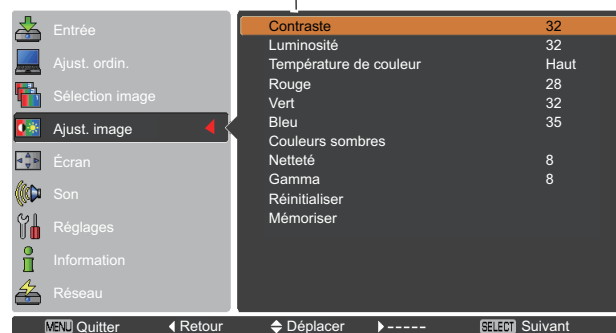 Entrée
Ajust. ordin.
Sélection image
Ajust. image
Écran
Son
Réglages
Information
Réseau
Contraste 32
Luminosité 32
Température de couleur Haut
Rouge 28
Vert 32
Bleu 35
Couleurs sombres
Netteté 8
Gamma 8
Réinitialiser
Mémoriser
MENU Quitter Retour Déplacer ----- SELECT Suivant